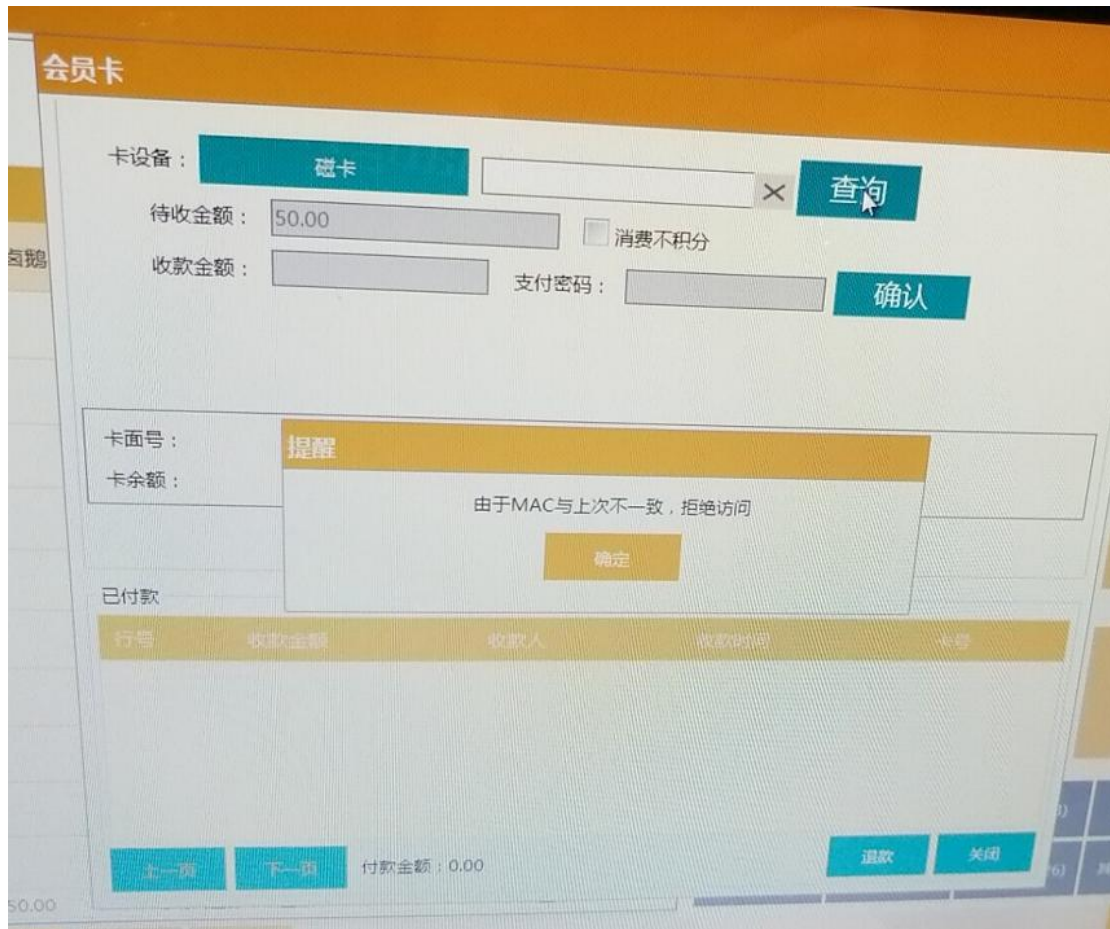 会员卡
卡设备：
磁卡
查询
待收金额：
50.00
消费不积分
卤鹅
收款金额：
支付密码：
确认
卡面号：
提醒
卡余额：
由于MAC与上次不一致，拒绝访问
确定
已付款
行号 收款金额 收款人 收款时间 卡号
上一页
下一页
付款金额：0.00
退款
关闭
50.00